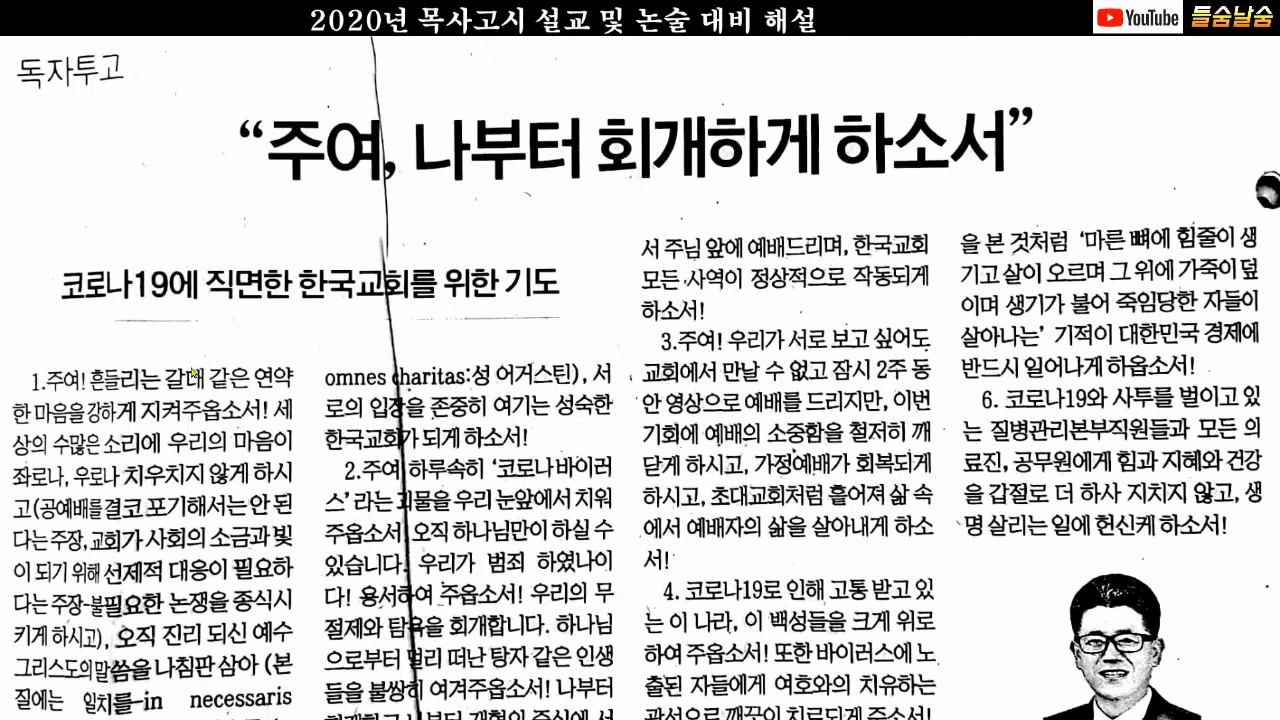 2020년 목사고시 설교 및 논술 대비 해설
YouTube 들숨날숨
독자투고
“주여, 나부터 회개하게 하소서”
코로나19에 직면한 한국교회를 위한 기도
1.주여! 흔들리는 갈대 같은 연약
한 마음을 강하게 지켜주옵소서! 세
상의 수많은 소리에 우리의 마음이
좌로나, 우로나 치우치지 않게 하시
고(공예배를 결코 포기해서는 안 된
다는 주장, 교회가 사회의 소금과 빛
이 되기 위해 선제적 대응이 필요하
다는 주장-불필요한 논쟁을 종식시
키게 하시고), 오직 진리 되신 예수
그리스도의 말씀을 나침판 삼아 (본
질에는 일치를-in necessaris
omnes charitas:성 어거스틴), 서
로의 입장을 존중히 여기는 성숙한
한국교회가 되게 하소서!
2.주여 하루속히 ‘코로나 바이러
스’ 라는 괴물을 우리 눈앞에서 치워
주옵소서. 오직 하나님만이 하실 수
있습니다. 우리가 범죄 하였나이
다! 용서하여 주옵소서! 우리의 무
절제와 탐욕을 회개합니다. 하나님
으로부터 멀리 떠난 탕자 같은 인생
들을 불쌍히 여겨주옵소서! 나부터
서 주님 앞에 예배드리며, 한국교회
모든 사역이 정상적으로 작동되게
하소서!
3.주여! 우리가 서로 보고 싶어도
교회에서 만날 수 없고 잠시 2주 동
안 영상으로 예배를 드리지만, 이번
기회에 예배의 소중함을 철저히 깨
닫게 하시고, 가정예배가 회복되게
하시고, 초대교회처럼 흩어져 삶 속
에서 예배자의 삶을 살아내게 하소
서!
4. 코로나19로 인해 고통 받고 있
는 이 나라, 이 백성들을 크게 위로
하여 주옵소서! 또한 바이러스에 노
출된 자들에게 여호와의 치유하는
광선으로 깨끗이 치료되게 주소서!
을 본 것처럼 ‘마른 뼈에 힘줄이 생
기고 살이 오르며 그 위에 가죽이 덮
이며 생기가 불어 죽임당한 자들이
살아나는’ 기적이 대한민국 경제에
반드시 일어나게 하옵소서!
6. 코로나19와 사투를 벌이고 있
는 질병관리본부직원들과 모든 의
료진, 공무원에게 힘과 지혜와 건강
을 갑절로 더 하사 지치지 않고, 생
명 살리는 일에 헌신케 하소서!